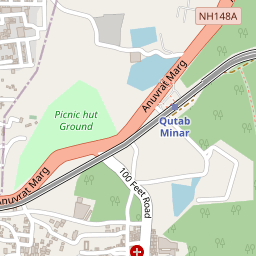 NH148A
Anuvrat Marg
Picnic hut
Ground
Qutab
Minar
Anuvrat Marg
100 Feet Road